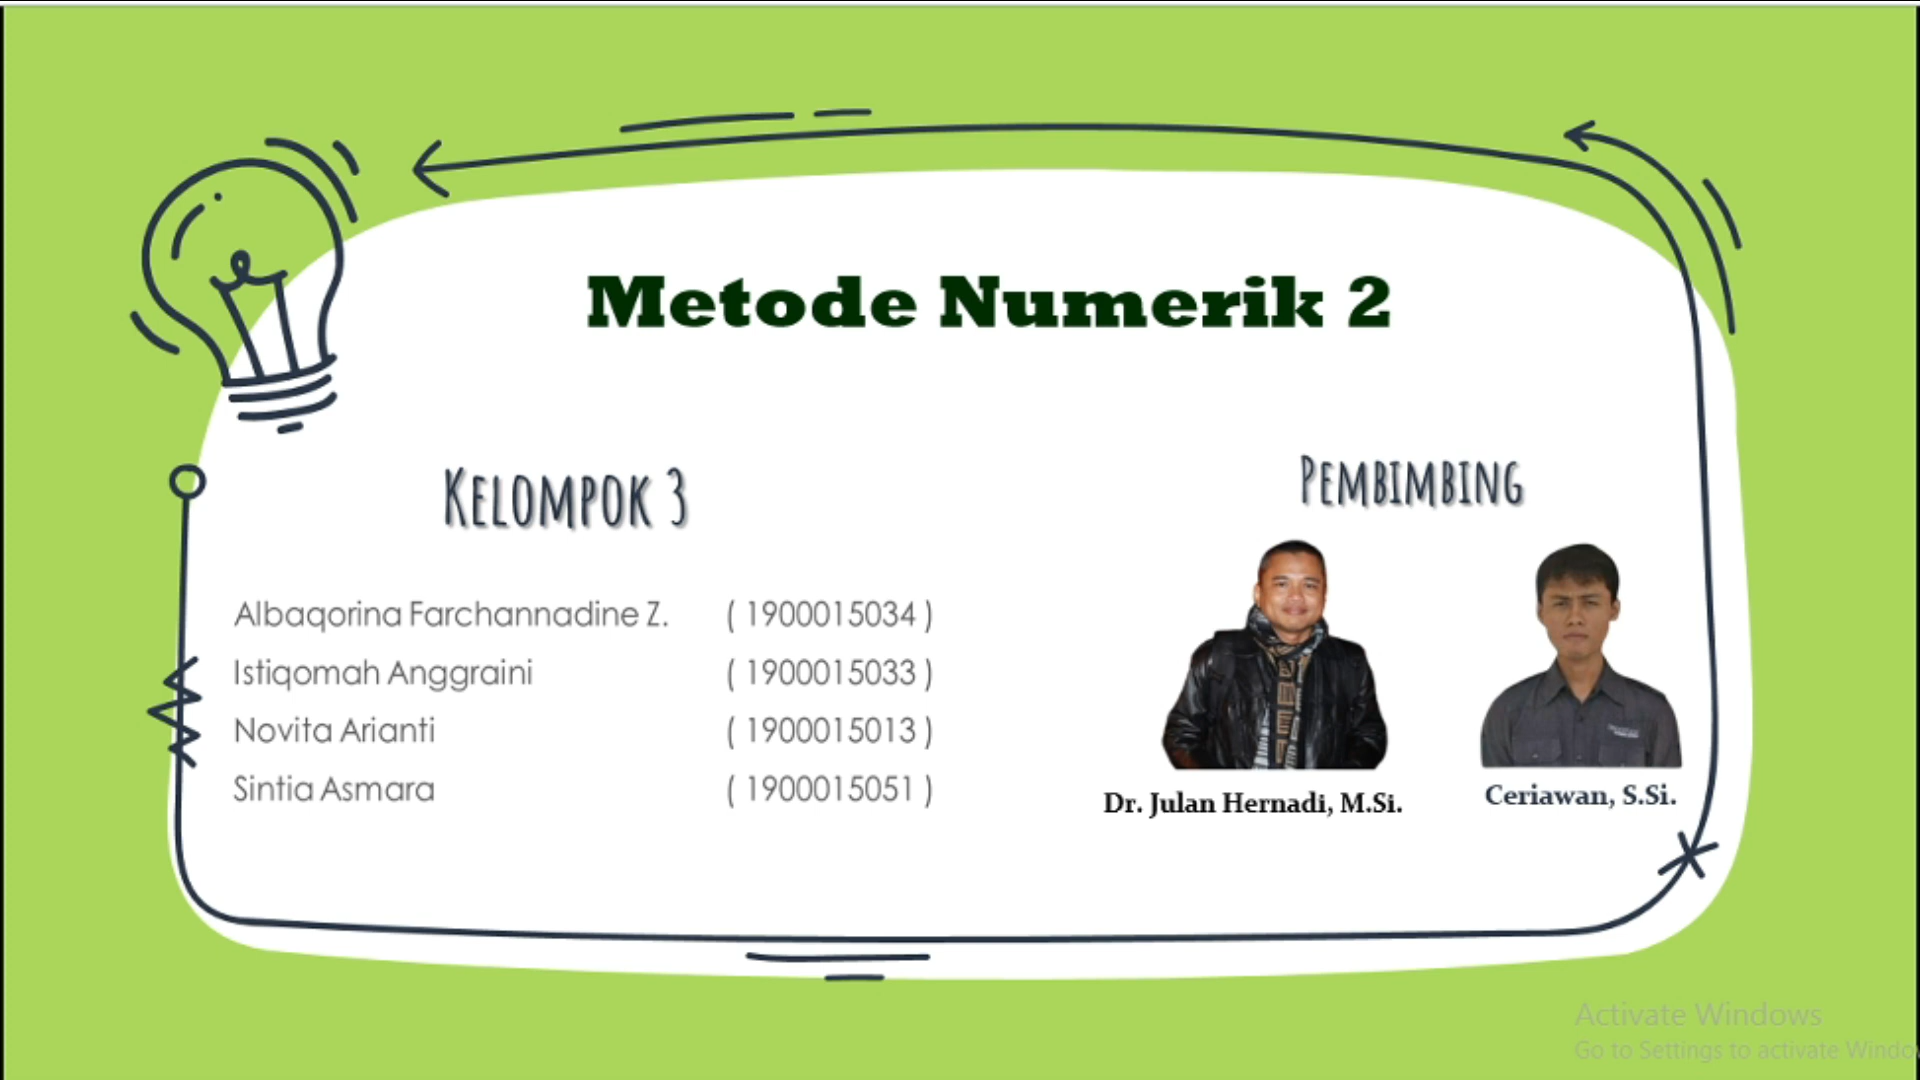 Metode Numerik 2
Kelompok 3
Albaqorina Farchannadine Z. ( 1900015034 )
Istiqomah Anggraini ( 1900015033 )
Novita Arianti ( 1900015013 )
Sintia Asmara ( 1900015051 )
Pembimbing
Dr. Julan Hernadi, M.Si.
Ceriawan, S.Si.
Activate Windows
Go to Settings to activate Windo